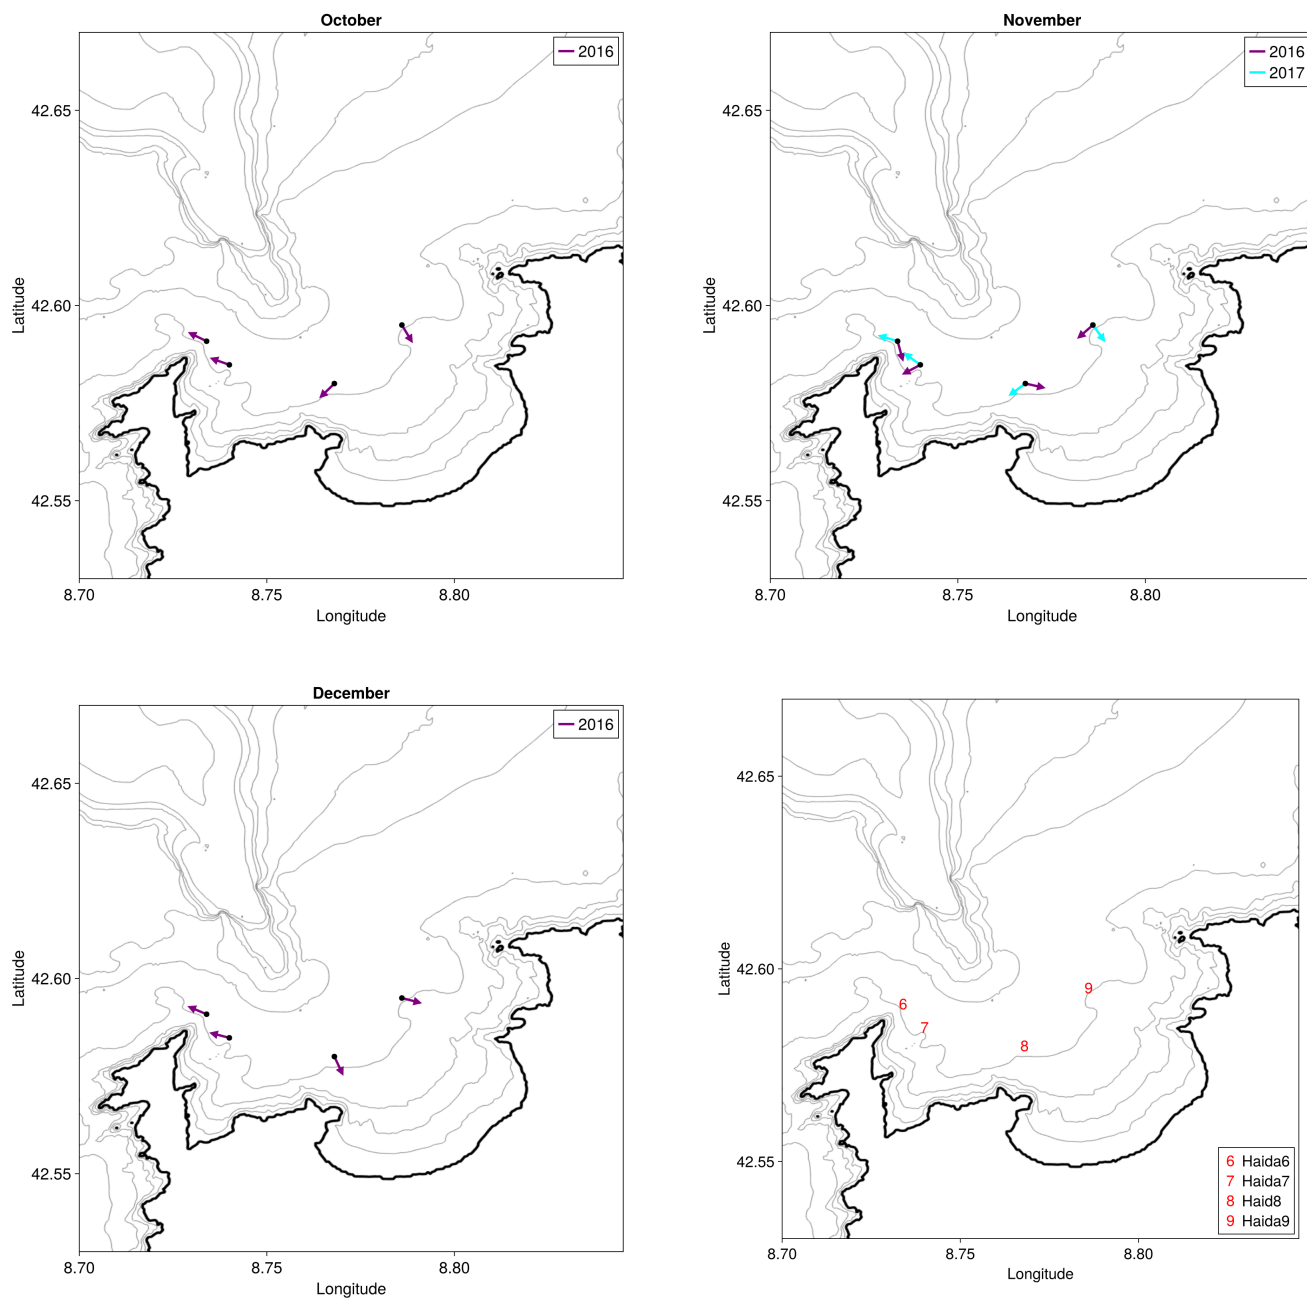 October
2016
42.65
42.60
42.55
Latitude
8.70
8.75
8.80
Longitude
November
2016
2017
42.65
42.60
42.55
Latitude
8.70
8.75
8.80
Longitude
December
2016
42.65
42.60
42.55
Latitude
8.70
8.75
8.80
Longitude
42.65
42.60
42.55
Latitude
9
6
7
8
6 Haida6
7 Haida7
8 Haid8
9 Haida9
8.70
8.75
8.80
Longitude